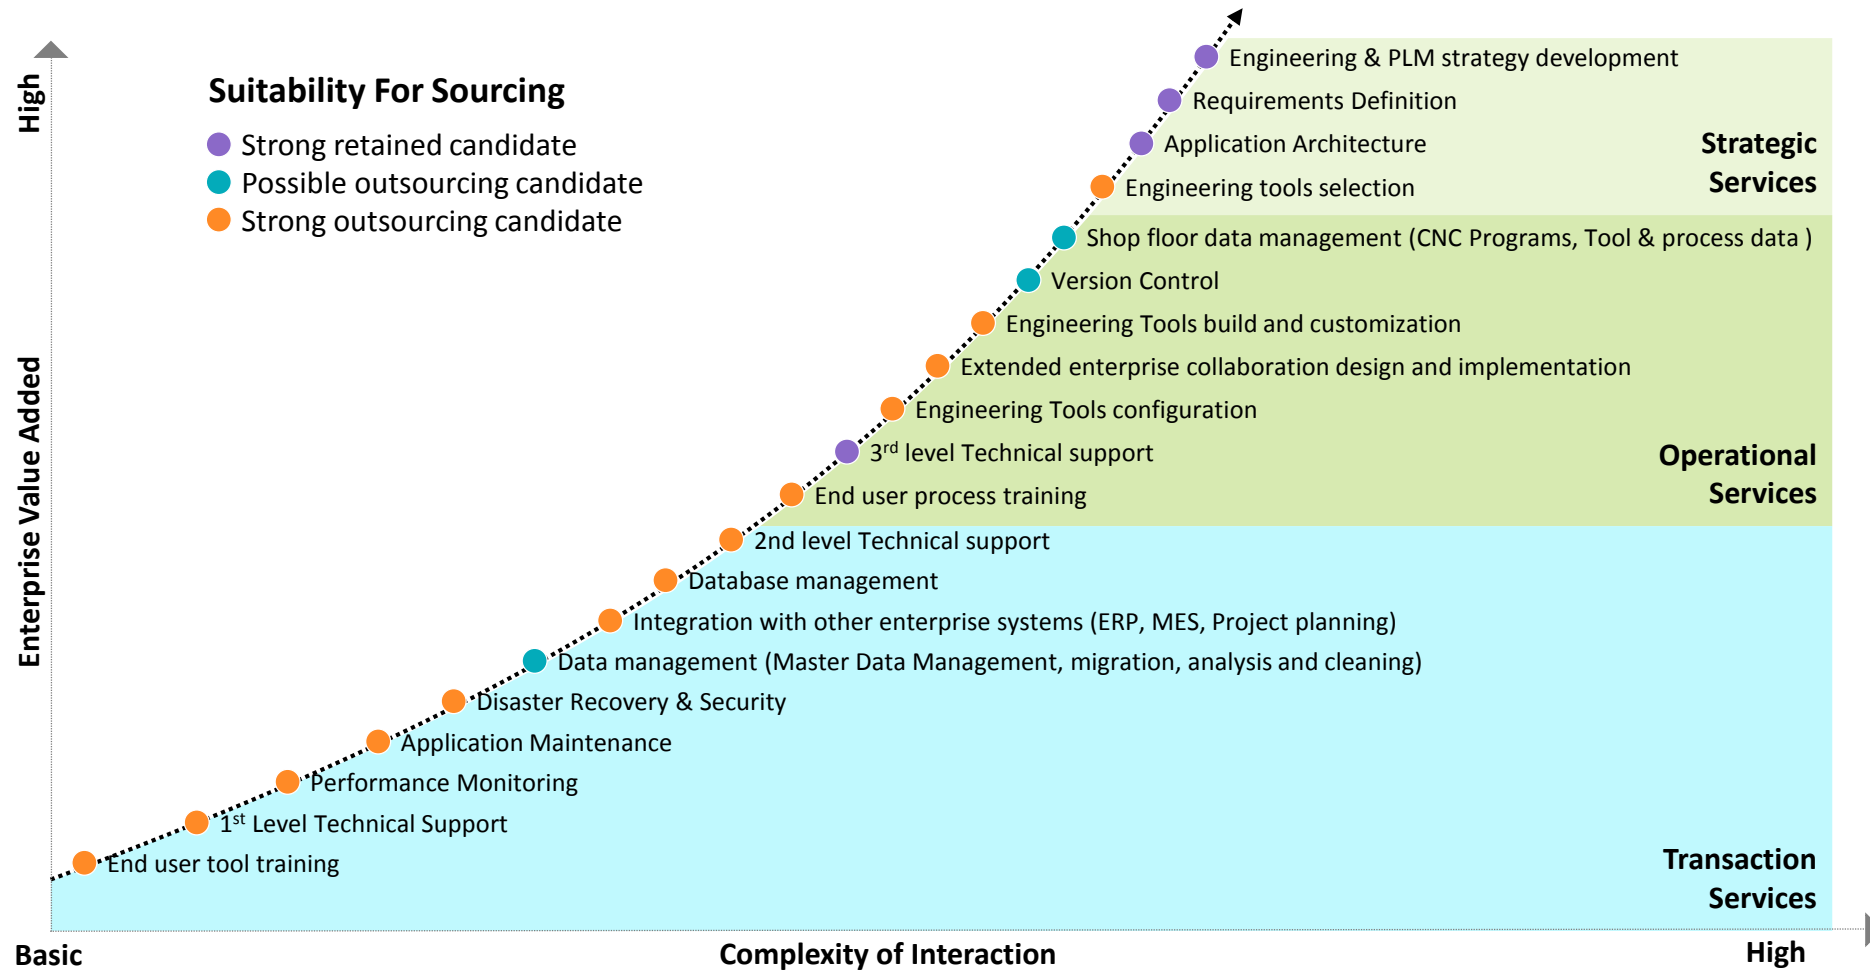 High
Enterprise Value Added
Suitability For Sourcing
Strong retained candidate
Possible outsourcing candidate
Strong outsourcing candidate
Engineering & PLM strategy development
Requirements Definition
Application Architecture
Engineering tools selection
Strategic
Services
Shop floor data management (CNC Programs, Tool & process data )
Version Control
Engineering Tools build and customization
Extended enterprise collaboration design and implementation
Engineering Tools configuration
3rd level Technical support
End user process training
Operational
Services
2nd level Technical support
Database management
Integration with other enterprise systems (ERP, MES, Project planning)
Data management (Master Data Management, migration, analysis and cleaning)
Disaster Recovery & Security
Application Maintenance
Performance Monitoring
1st Level Technical Support
End user tool training
Transaction
Services
Basic
Complexity of Interaction
High